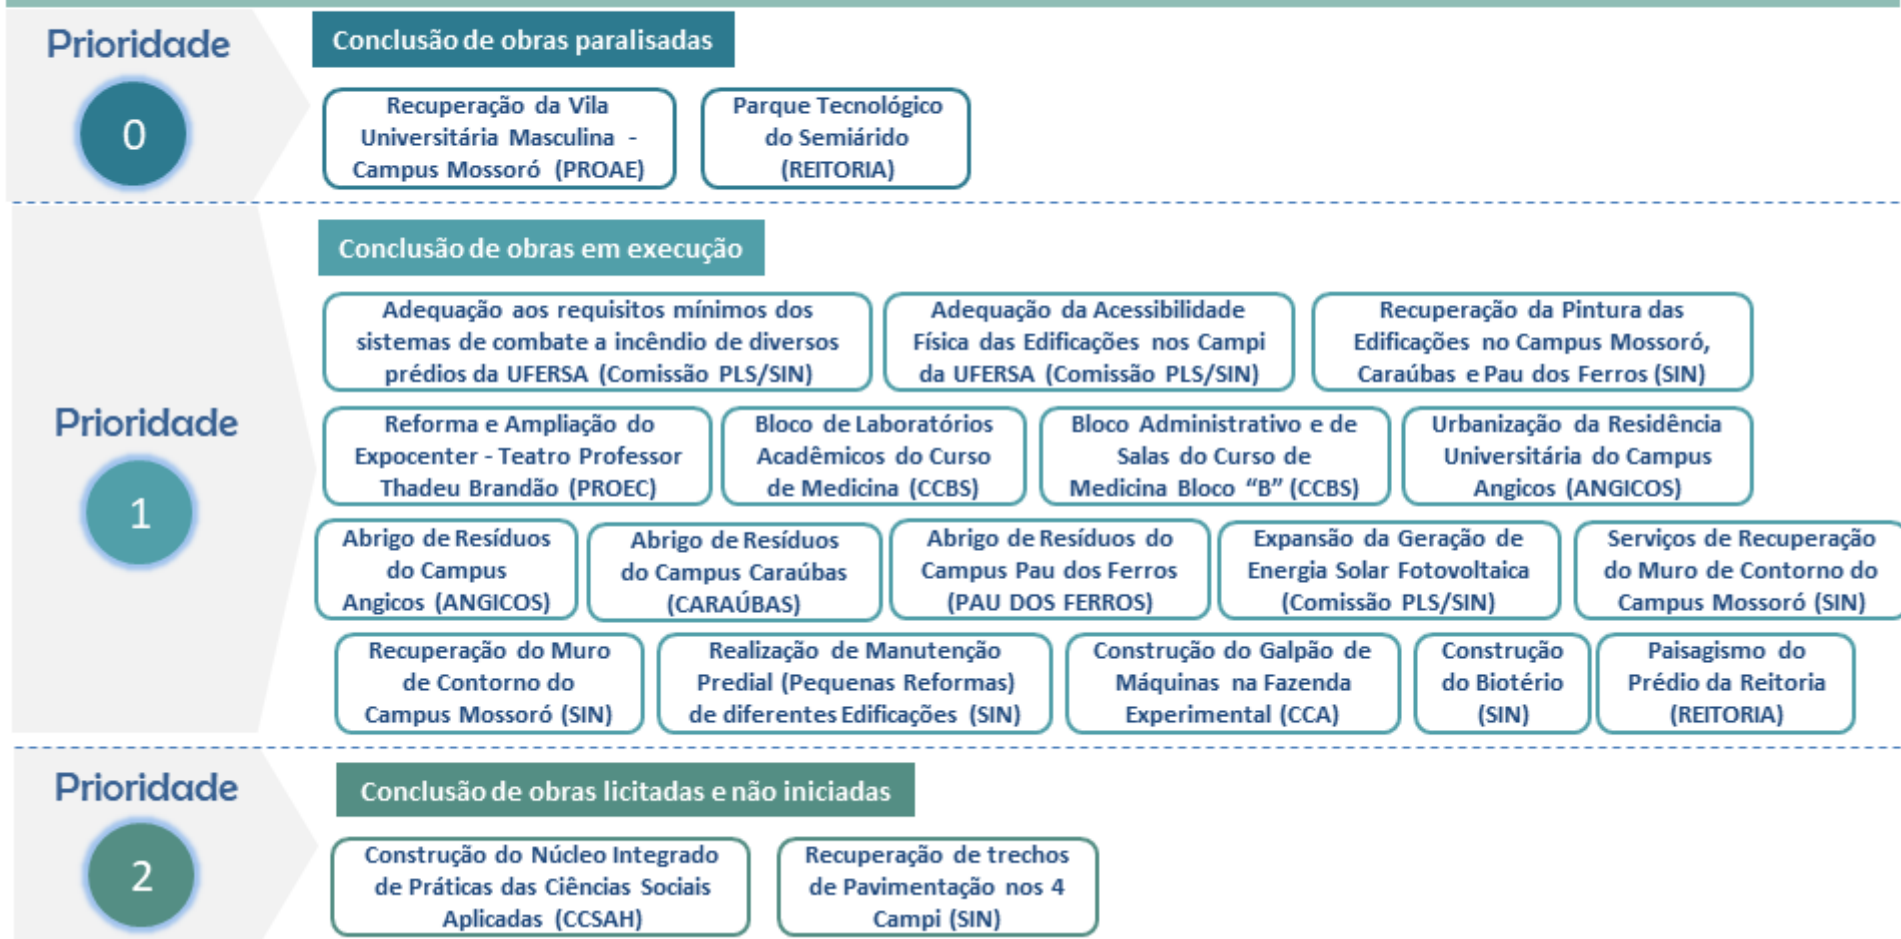 Prioridade
0
Conclusão de obras paralisadas
Recuperação da Vila
Universitária Masculina -
Campus Mossoró (PROAE)
Parque Tecnológico
do Semiárido
(REITORIA)
Prioridade
1
Conclusão de obras em execução
Adequação aos requisitos mínimos dos
sistemas de combate a incêndio de diversos
prédios da UFERSA (Comissão PLS/SIN)
Adequação da Acessibilidade
Física das Edificações nos Campi
da UFERSA (Comissão PLS/SIN)
Recuperação da Pintura das
Edificações no Campus Mossoró,
Caraúbas e Pau dos Ferros (SIN)
Reforma e Ampliação do
Expocenter - Teatro Professor
Thadeu Brandão (PROEC)
Bloco de Laboratórios
Acadêmicos do Curso
de Medicina (CCBS)
Bloco Administrativo e de
Salas do Curso de
Medicina Bloco “B” (CCBS)
Urbanização da Residência
Universitária do Campus
Angicos (ANGICOS)
Abrigo de Resíduos
do Campus
Angicos (ANGICOS)
Abrigo de Resíduos
do Campus Caraúbas
(CARAÚBAS)
Abrigo de Resíduos do
Campus Pau dos Ferros
(PAU DOS FERROS)
Expansão da Geração de
Energia Solar Fotovoltaica
(Comissão PLS/SIN)
Serviços de Recuperação
do Muro de Contorno do
Campus Mossoró (SIN)
Recuperação do Muro
de Contorno do
Campus Mossoró (SIN)
Realização de Manutenção
Predial (Pequenas Reformas)
de diferentes Edificações (SIN)
Construção do Galpão de
Máquinas na Fazenda
Experimental (CCA)
Construção
do Biotério
(SIN)
Paisagismo do
Prédio da Reitoria
(REITORIA)
Prioridade
2
Conclusão de obras licitadas e não iniciadas
Construção do Núcleo Integrado
de Práticas das Ciências Sociais
Aplicadas (CCSAH)
Recuperação de trechos
de Pavimentação nos 4
Campi (SIN)